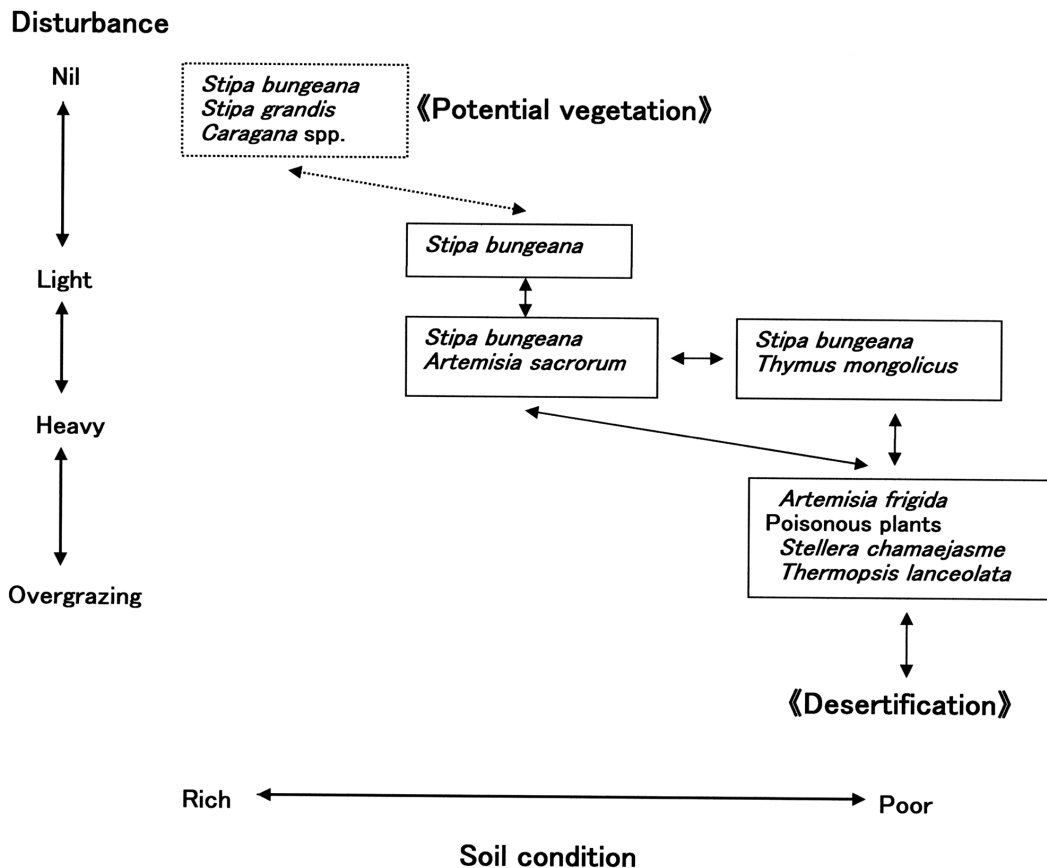 Disturbance
Nil
Stipa bungeana
Stipa grandis
Caragana spp.
《Potential vegetation》
Stipa bungeana
Light
Stipa bungeana
Artemisia sacrorum
Stipa bungeana
Thymus mongolicus
Heavy
Artemisia frigida
Poisonous plants
Stellera chamaejasme
Thermopsis lanceolata
Overgrazing
《Desertification》
Rich
Poor
Soil condition